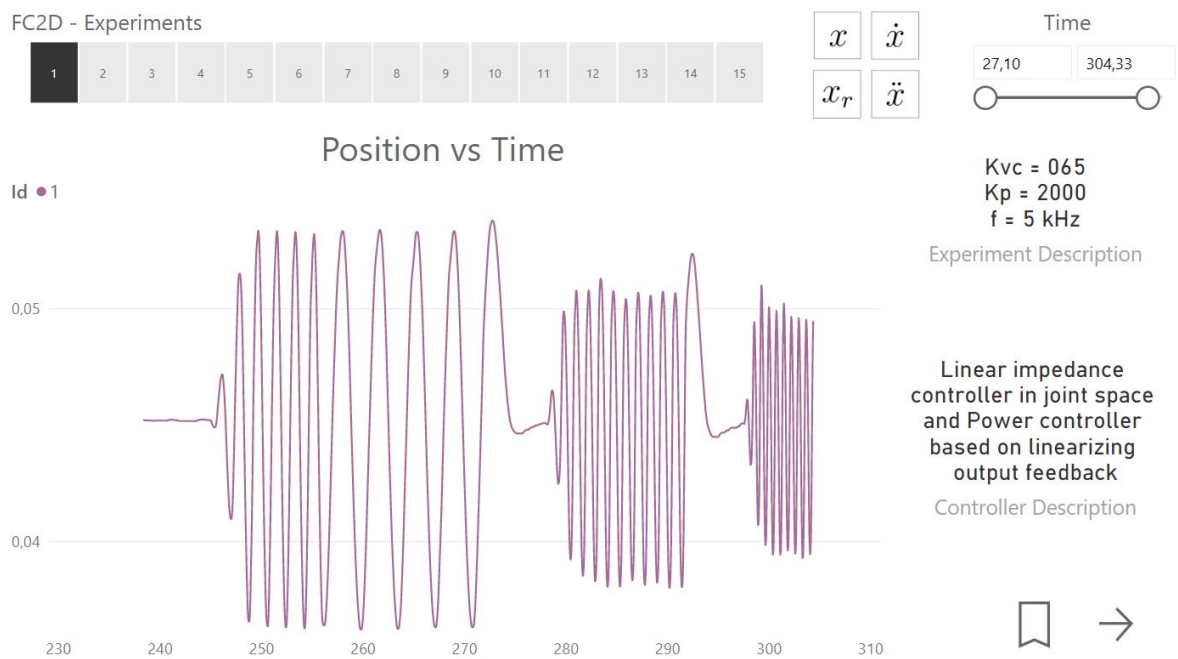 FC2D - Experiments
1 2 3 4 5 6 7 8 9 10 11 12 13 14 15
x ẋ
xᵣ ẍ
Time
27,10 304,33
Position vs Time
Id 1
Kvc = 065
Kp = 2000
f = 5 kHz
Experiment Description
0,05
0,04
230 240 250 260 270 280 290 300 310
Linear impedance
controller in joint space
and Power controller
based on linearizing
output feedback
Controller Description